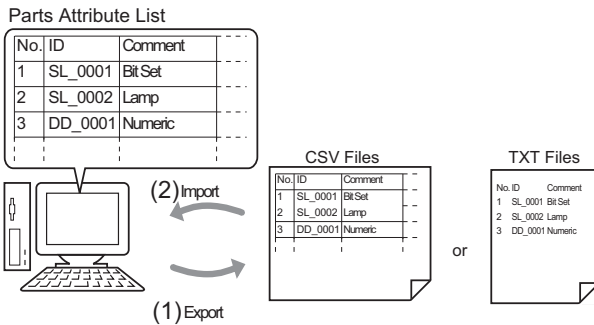 Parts Attribute List
No. ID Comment
1 SL_0001 Bit Set
2 SL_0002 Lamp
3 DD_0001 Numeric
(2) Import
(1) Export
CSV Files
No. ID Comment
1 SL_0001 Bit Set
2 SL_0002 Lamp
3 DD_0001 Numeric
or
TXT Files
No. ID Comment
1 SL_0001 Bit Set
2 SL_0002 Lamp
3 DD_0001 Numeric